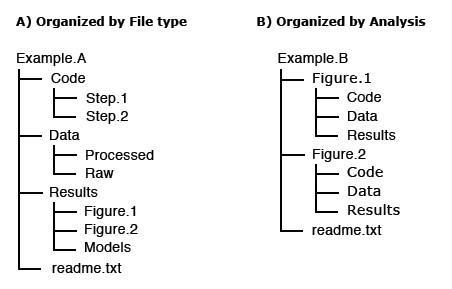 A) Organized by File type
Example.A
Code
Step.1
Step.2
Data
Processed
Raw
Results
Figure.1
Figure.2
Models
readme.txt
B) Organized by Analysis
Example.B
Figure.1
Code
Data
Results
Figure.2
Code
Data
Results
readme.txt